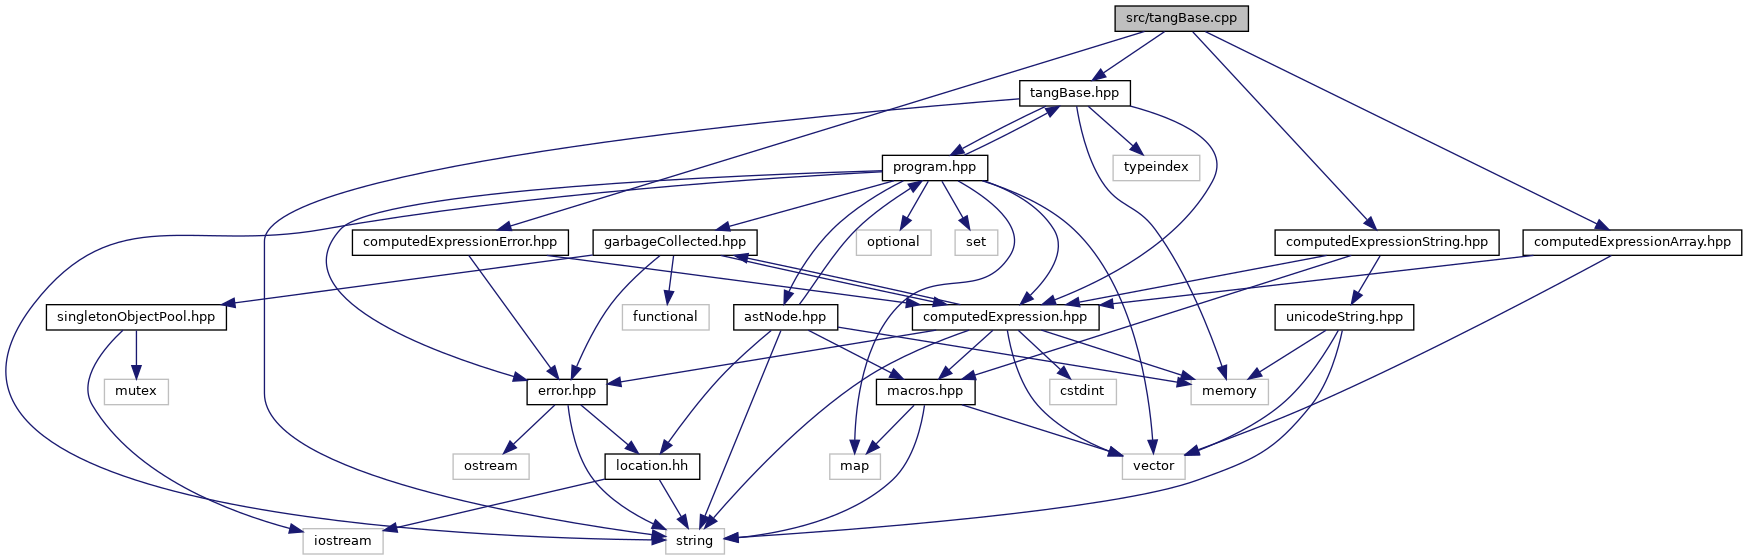 src/tangBase.cpp
tangBase.hpp
program.hpp
typeindex
computedExpressionError.hpp
garbageCollected.hpp
optional
set
computedExpressionString.hpp
computedExpressionArray.hpp
singletonObjectPool.hpp
functional
astNode.hpp
computedExpression.hpp
unicodeString.hpp
mutex
error.hpp
macros.hpp
cstdint
memory
ostream
location.hh
map
vector
iostream
string